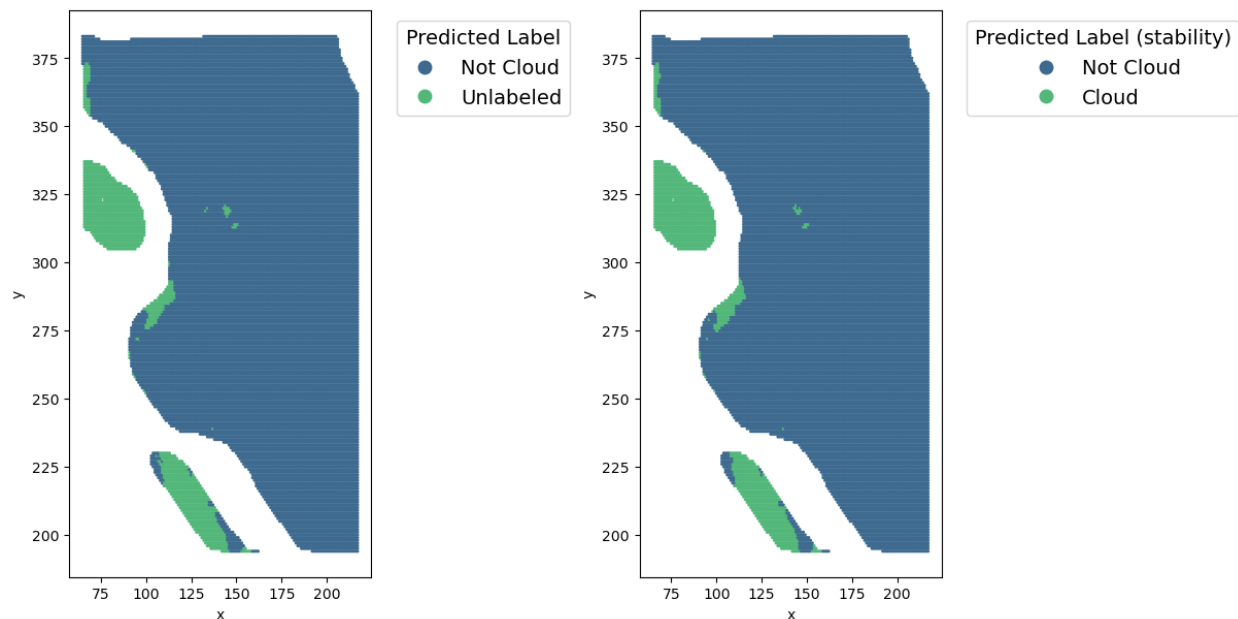 Predicted Label
Not Cloud
Unlabeled
375
350
325
300
275
250
225
200
y
75 100 125 150 175 200
x
Predicted Label (stability)
Not Cloud
Cloud
375
350
325
300
275
250
225
200
y
75 100 125 150 175 200
x